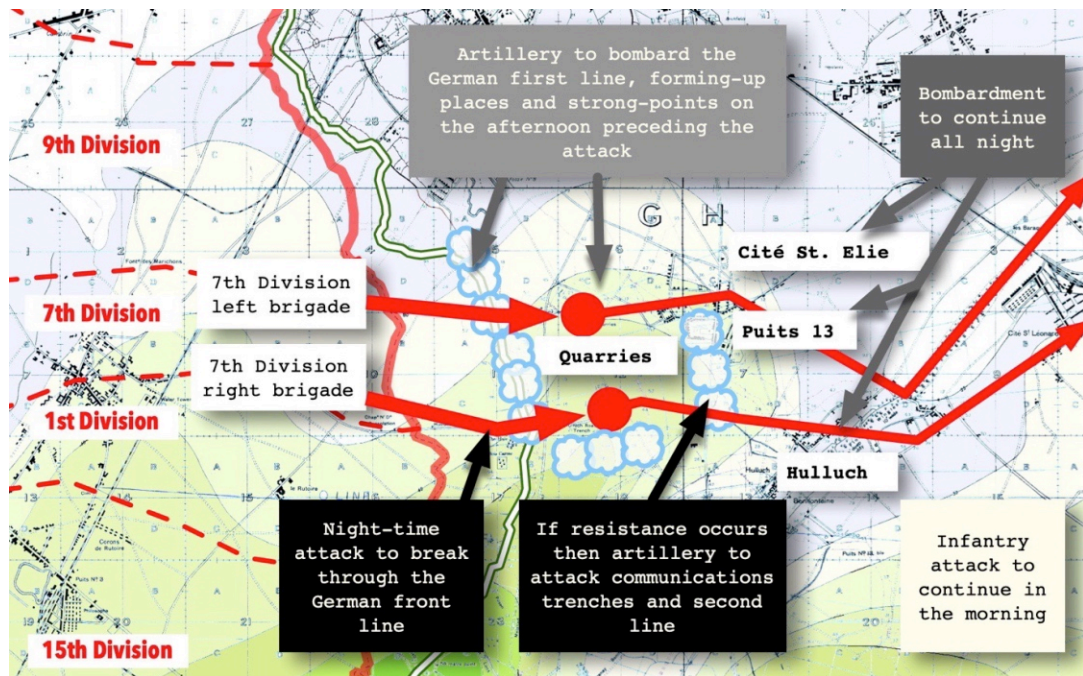 Artillery to bombard the
German first line, forming-up
places and strong-points on
the afternoon preceding the
attack
Bombardment
to continue
all night
9th Division
G H
Cité St. Elie
7th Division
left brigade
7th Division
Puits 13
Quarries
7th Division
right brigade
1st Division
Hulluch
Hulluch
Night-time
attack to break
through the
German front
line
If resistance occurs
then artillery to
attack communications
trenches and second
line
Infantry
attack to
continue in
the morning
15th Division